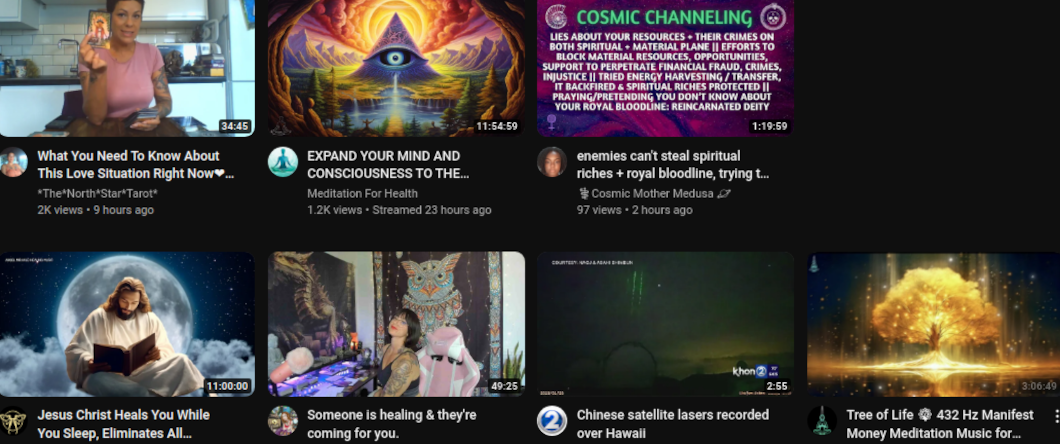 34:45
What You Need To Know About
This Love Situation Right Now❤...
*The*North*Star*Tarot*
2K views • 9 hours ago
11:54:59
EXPAND YOUR MIND AND
CONSCIOUSNESS TO THE...
Meditation For Health
1.2K views • Streamed 23 hours ago
COSMIC CHANNELING
LIES ABOUT YOUR RESOURCES + THEIR CRIMES ON
BOTH SPIRITUAL + MATERIAL PLANE || EFFORTS TO
BLOCK MATERIAL RESOURCES, OPPORTUNITIES,
SUPPORT TO PERPETRATE FINANCIAL FRAUD, CRIMES,
INJUSTICE || TRIED ENERGY HARVESTING / TRANSFER,
IT BACKFIRED & SPIRITUAL RICHES PROTECTED ||
PRAYING/PRETENDING YOU DON'T KNOW ABOUT
YOUR ROYAL BLOODLINE: REINCARNATED DEITY
1:19:59
enemies can't steal spiritual
riches + royal bloodline, trying t...
⚕Cosmic Mother Medusa 🪐
97 views • 2 hours ago
11:00:00
Jesus Christ Heals You While
You Sleep, Eliminates All...
49:25
Someone is healing & they're
coming for you.
khon 2
2:55
2
Chinese satellite lasers recorded
over Hawaii
3:06:49
Tree of Life 432 Hz Manifest
Money Meditation Music for...